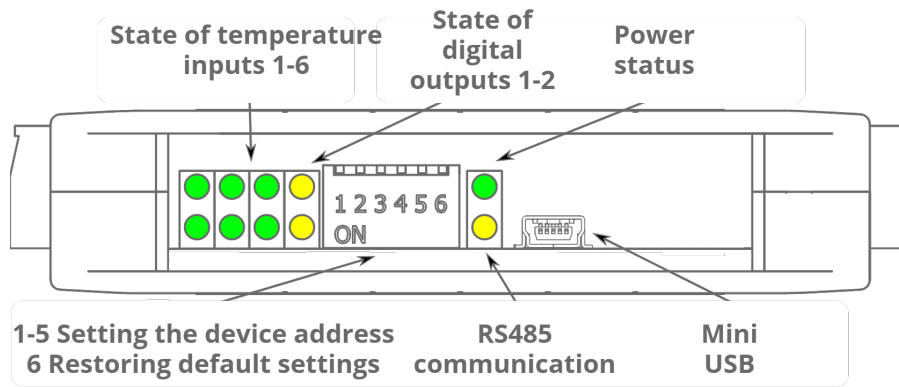 State of temperature
inputs 1-6
State of
digital
outputs 1-2
Power
status
1 2 3 4 5 6
ON
1-5 Setting the device address
6 Restoring default settings
RS485
communication
Mini
USB